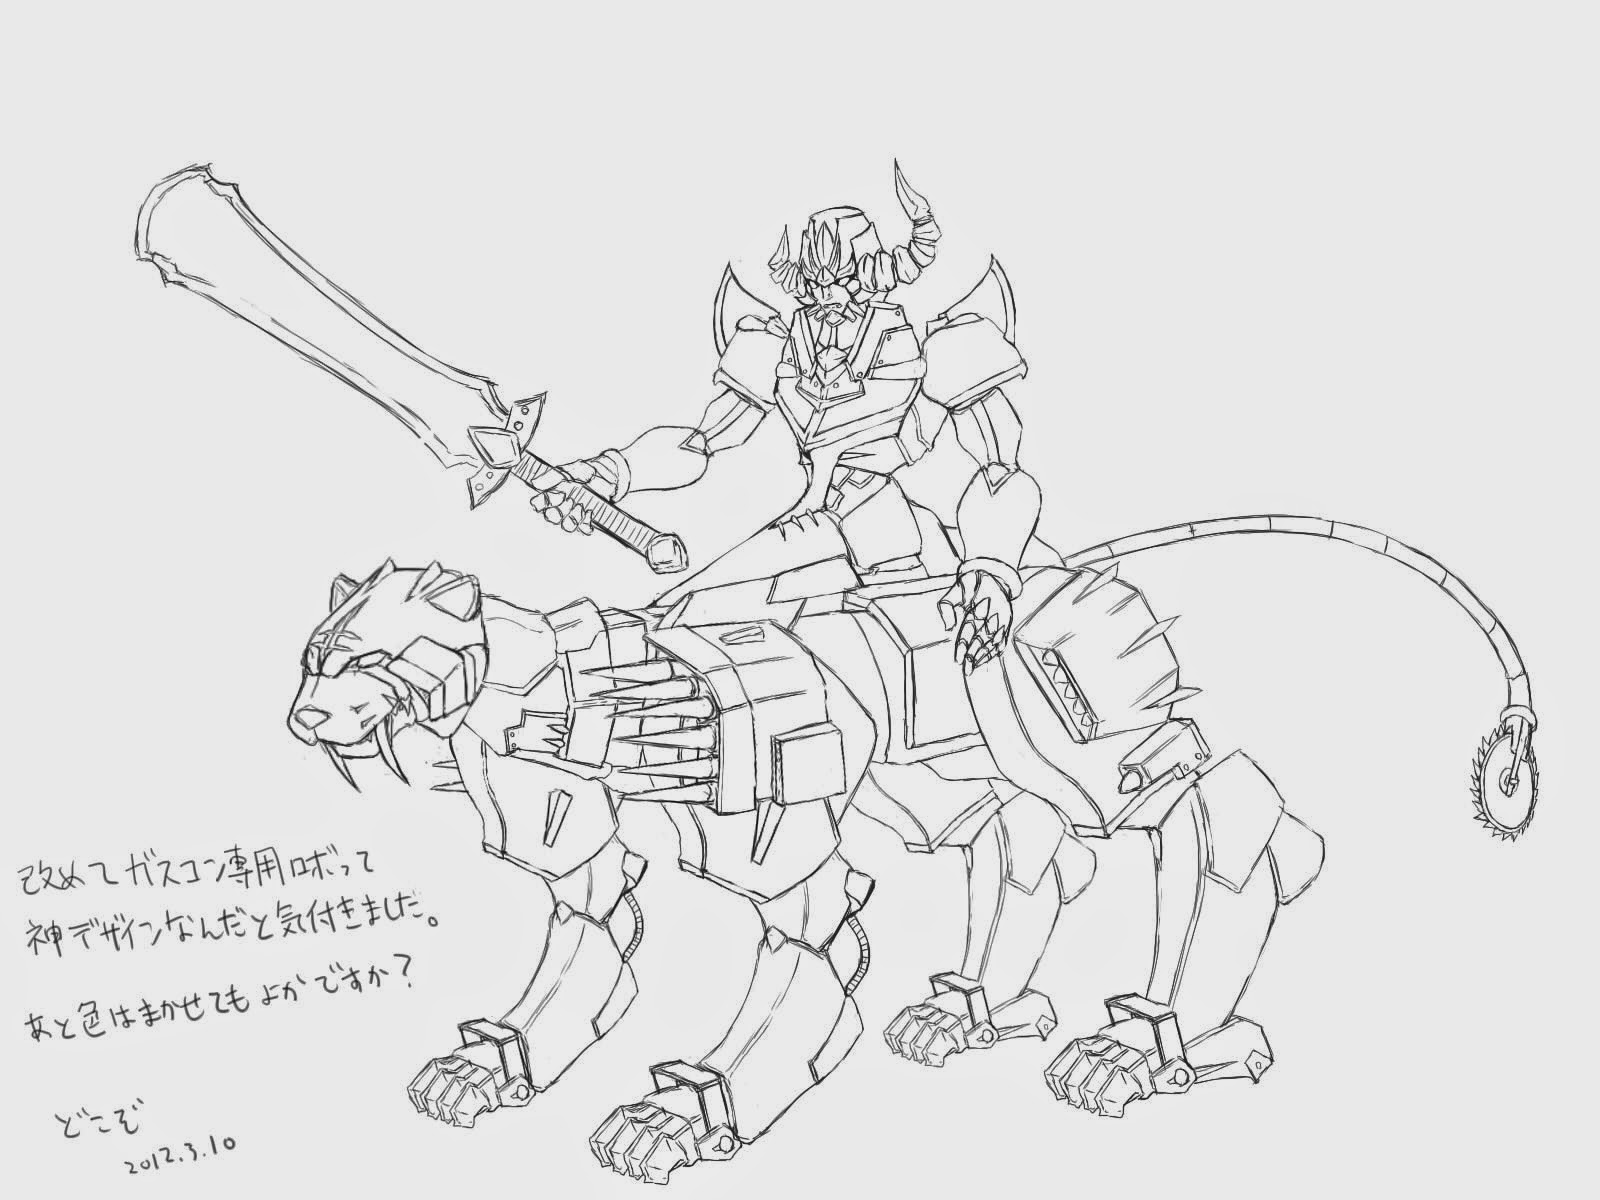 改めてガスコン専用ロボって
神デザインなんだと気付きました。
あと色はまかせてもよかですか?
どこぞ
2012.3.10